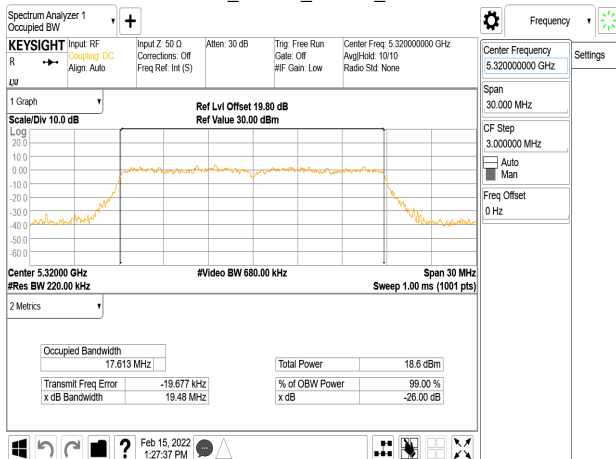 Spectrum Analyzer 1
Occupied BW
Frequency
KEYSIGHT
R
LXI
Input: RF
Coupling: DC
Align: Auto
Input Z: 50 Ω
Corrections: Off
Freq Ref: Int (S)
Atten: 30 dB
Trig: Free Run
Gate: Off
#IF Gain: Low
Center Freq: 5.320000000 GHz
Avg|Hold: 10/10
Radio Std: None
Center Frequency
5.320000000 GHz
Settings
Span
30.000 MHz
CF Step
3.000000 MHz
Auto
Man
Freq Offset
0 Hz
1 Graph
Scale/Div 10.0 dB
Ref Lvl Offset 19.80 dB
Ref Value 30.00 dBm
Log
20.0
10.0
0.00
-10.0
-20.0
-30.0
-40.0
-50.0
-60.0
Center 5.32000 GHz
#Video BW 680.00 kHz
Span 30 MHz
#Res BW 220.00 kHz
Sweep 1.00 ms (1001 pts)
2 Metrics
Occupied Bandwidth
17.613 MHz
Total Power 18.6 dBm
Transmit Freq Error -19.677 kHz
% of OBW Power 99.00 %
x dB Bandwidth 19.48 MHz
x dB -26.00 dB
?
Feb 15, 2022
1:27:37 PM